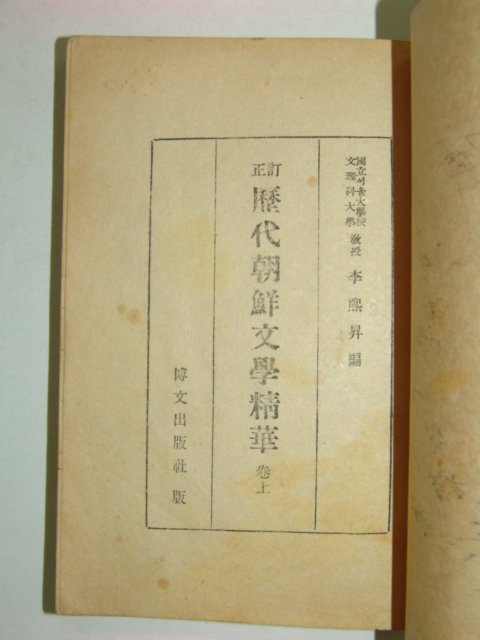 國立서울大學校
文理科大學 敎授 李熙昇 編
訂正
歷代朝鮮文學精華 卷上
博文出版社 版